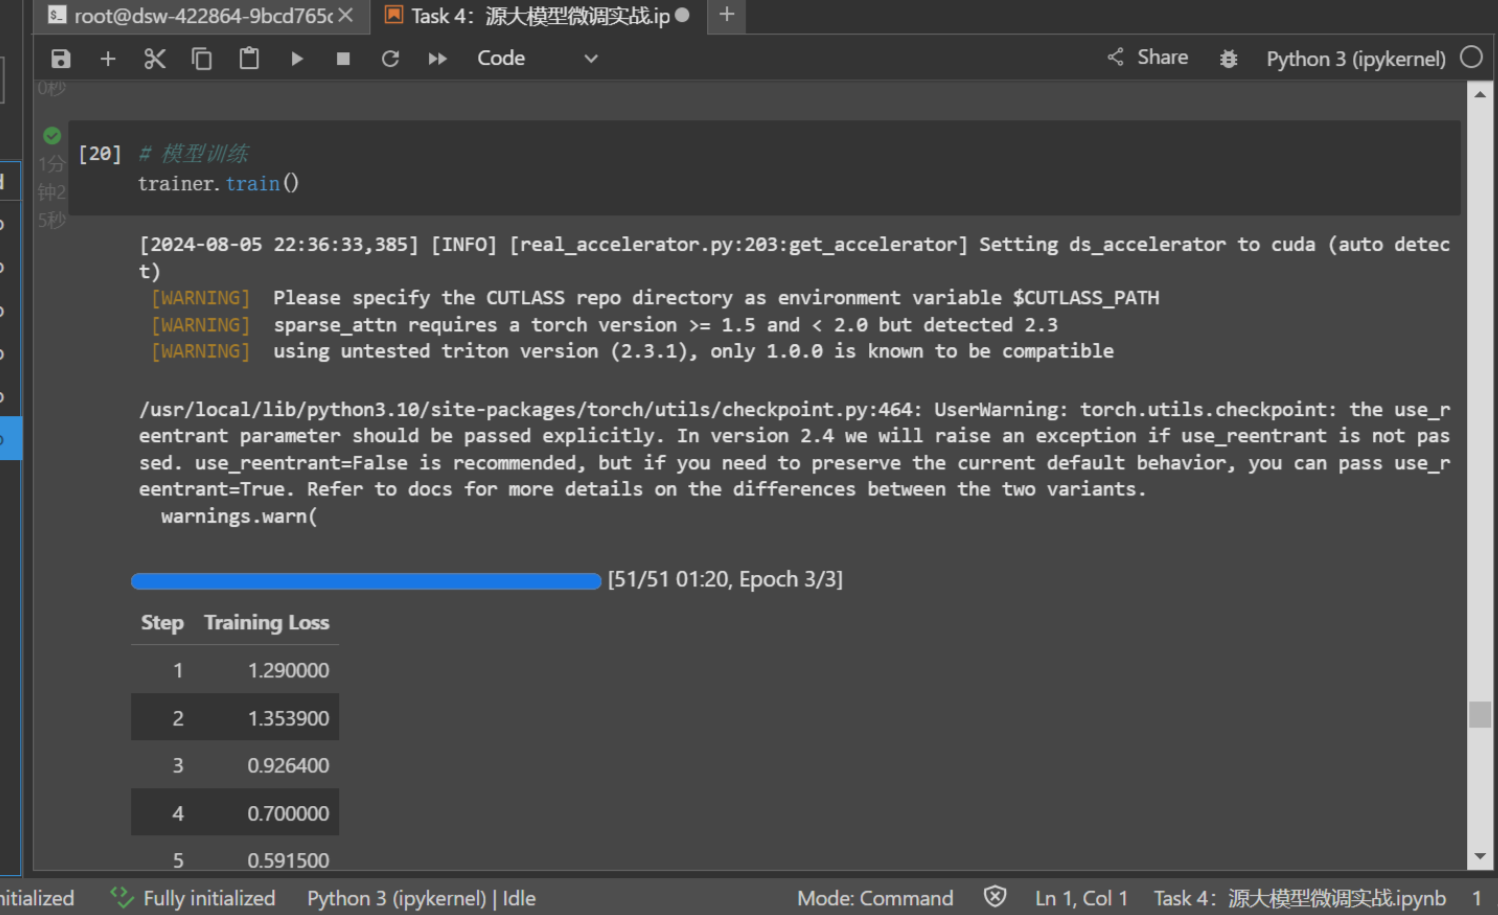 root@dsw-422864-9bcd765c
Task 4：源大模型微调实战.ip
Code
Share
Python 3 (ipykernel)
0秒
[20]
# 模型训练
1分
钟2
5秒
trainer.train()
[2024-08-05 22:36:33,385] [INFO] [real_accelerator.py:203:get_accelerator] Setting ds_accelerator to cuda (auto detec
t)
[WARNING]  Please specify the CUTLASS repo directory as environment variable $CUTLASS_PATH
[WARNING]  sparse_attn requires a torch version >= 1.5 and < 2.0 but detected 2.3
[WARNING]  using untested triton version (2.3.1), only 1.0.0 is known to be compatible
/usr/local/lib/python3.10/site-packages/torch/utils/checkpoint.py:464: UserWarning: torch.utils.checkpoint: the use_r
eentrant parameter should be passed explicitly. In version 2.4 we will raise an exception if use_reentrant is not pas
sed. use_reentrant=False is recommended, but if you need to preserve the current default behavior, you can pass use_r
eentrant=True. Refer to docs for more details on the differences between the two variants.
warnings.warn(
[51/51 01:20, Epoch 3/3]
Step Training Loss
1 1.290000
2 1.353900
3 0.926400
4 0.700000
5 0.591500
nitialized
Fully initialized
Python 3 (ipykernel) | Idle
Mode: Command
Ln 1, Col 1
Task 4：源大模型微调实战.ipynb
1